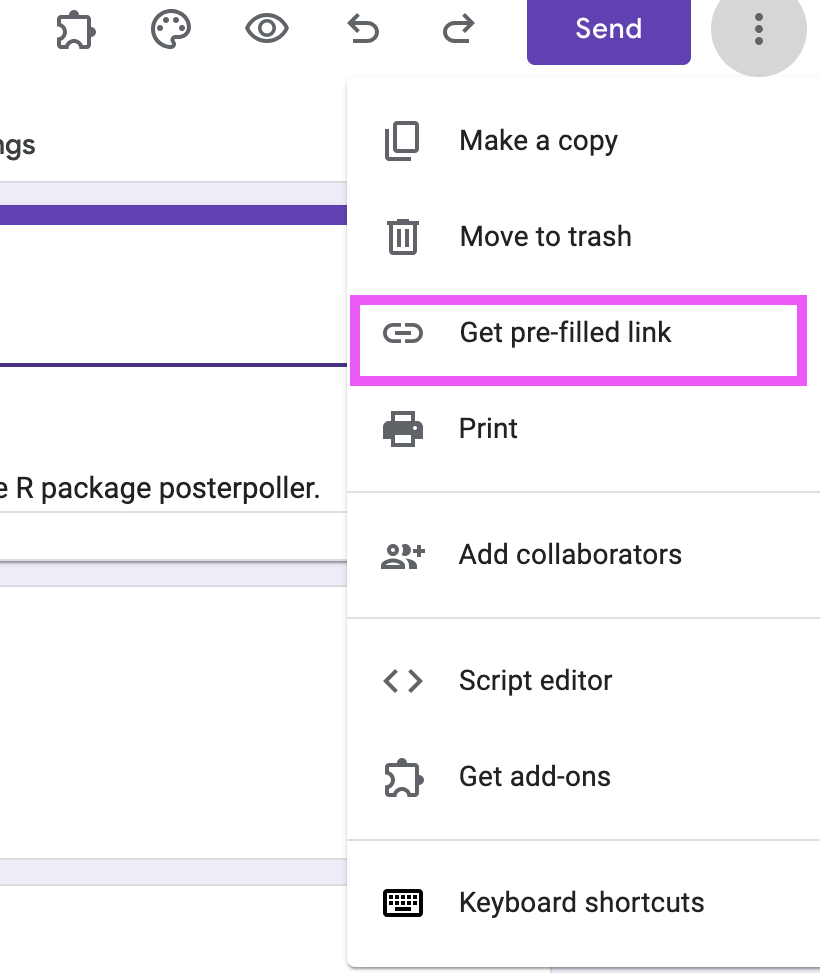 Send
ngs
Make a copy
Move to trash
Get pre-filled link
Print
e R package posterpoller.
Add collaborators
Script editor
Get add-ons
Keyboard shortcuts